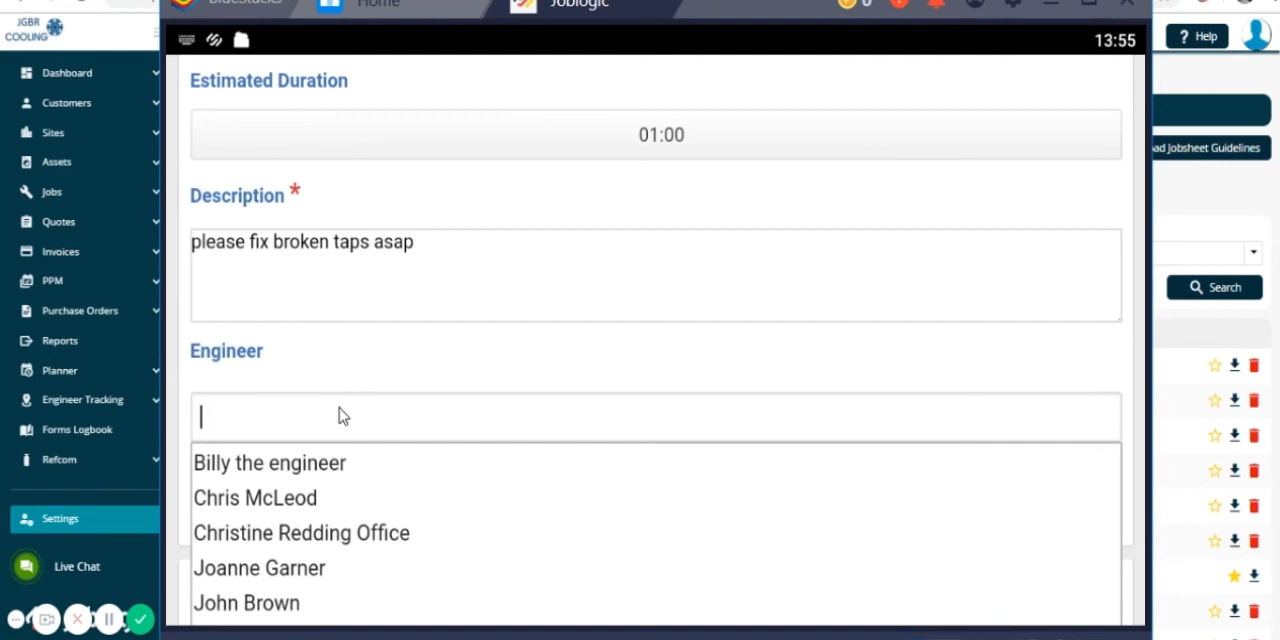 BlueStacks
Home
Joblogic
0
JGBR
COOLING
? Help
13:55
Dashboard
Customers
Sites
Assets
Jobs
Quotes
Invoices
PPM
Purchase Orders
Reports
Planner
Engineer Tracking
Forms Logbook
Refcom
Settings
Live Chat
Estimated Duration
01:00
Description *
please fix broken taps asap
Engineer
Billy the engineer
Chris McLeod
Christine Redding Office
Joanne Garner
John Brown
ad Jobsheet Guidelines
Search